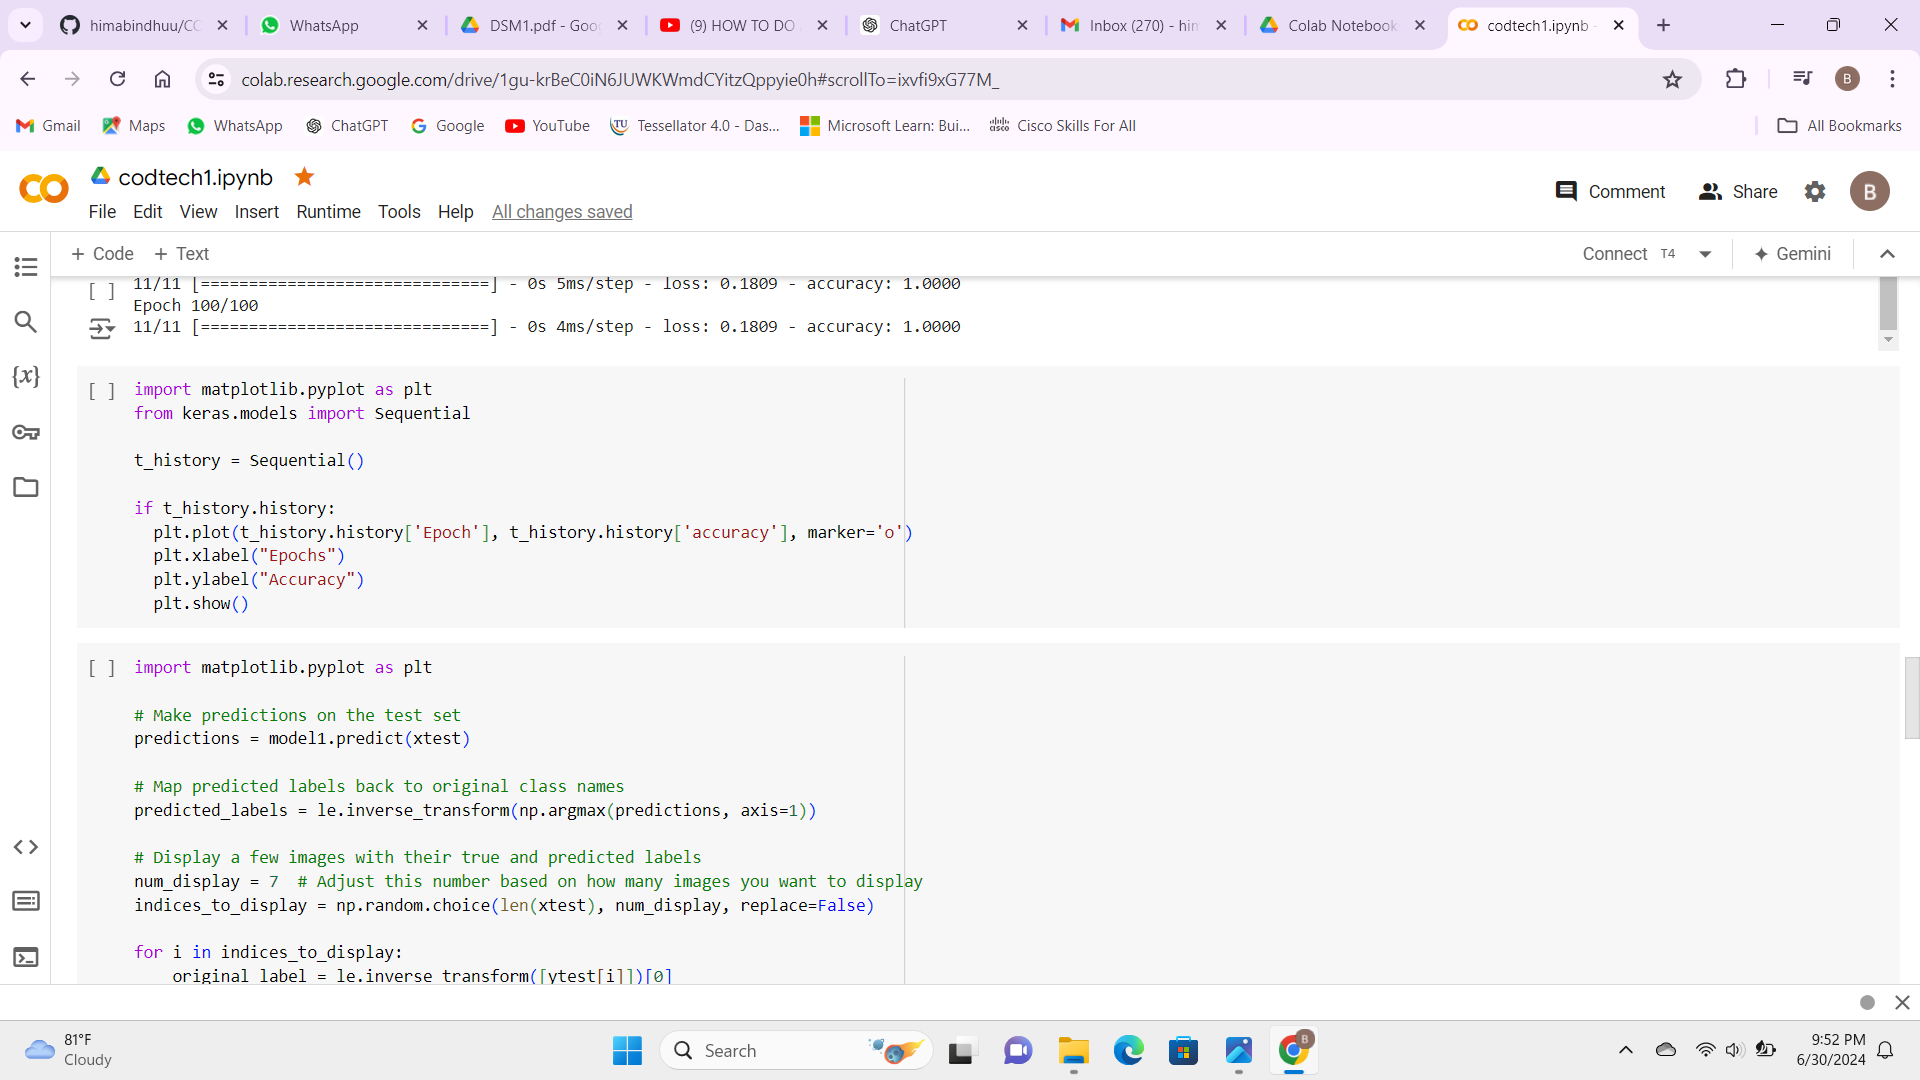 himabindhuu/CO
WhatsApp
DSM1.pdf - Goo
(9) HOW TO DO
ChatGPT
Inbox (270) - him
Colab Notebook
codtech1.ipynb -
colab.research.google.com/drive/1gu-krBeC0iN6JUWKWmdCYitzQppyie0h#scrollTo=ixvfi9xG77M_
B
Gmail
Maps
WhatsApp
ChatGPT
Google
YouTube
Tessellator 4.0 - Das...
Microsoft Learn: Bui...
Cisco Skills For All
All Bookmarks
codtech1.ipynb
File Edit View Insert Runtime Tools Help All changes saved
Comment
Share
B
+ Code + Text
Connect T4
Gemini
[ ] 11/11 [==============================] - 0s 5ms/step - loss: 0.1809 - accuracy: 1.0000
Epoch 100/100
11/11 [==============================] - 0s 4ms/step - loss: 0.1809 - accuracy: 1.0000
{x}
[ ] import matplotlib.pyplot as plt
from keras.models import Sequential
t_history = Sequential()
if t_history.history:
  plt.plot(t_history.history['Epoch'], t_history.history['accuracy'], marker='o')
  plt.xlabel("Epochs")
  plt.ylabel("Accuracy")
  plt.show()
[ ] import matplotlib.pyplot as plt
# Make predictions on the test set
predictions = model1.predict(xtest)
# Map predicted labels back to original class names
predicted_labels = le.inverse_transform(np.argmax(predictions, axis=1))
# Display a few images with their true and predicted labels
num_display = 7  # Adjust this number based on how many images you want to display
indices_to_display = np.random.choice(len(xtest), num_display, replace=False)
for i in indices_to_display:
    original_label = le.inverse_transform([ytest[i]])[0]
81°F
Cloudy
Search
B
9:52 PM
6/30/2024